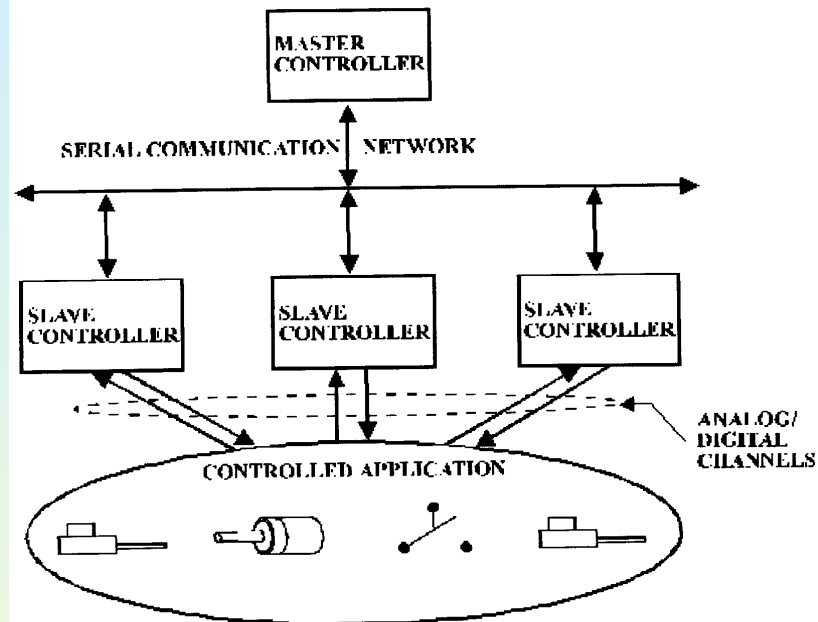 MASTER
CONTROLLER
SERIAL COMMUNICATION NETWORK
SLAVE
CONTROLLER
SLAVE
CONTROLLER
SLAVE
CONTROLLER
ANALOG/
DIGITAL
CHANNELS
CONTROLLED APPLICATION